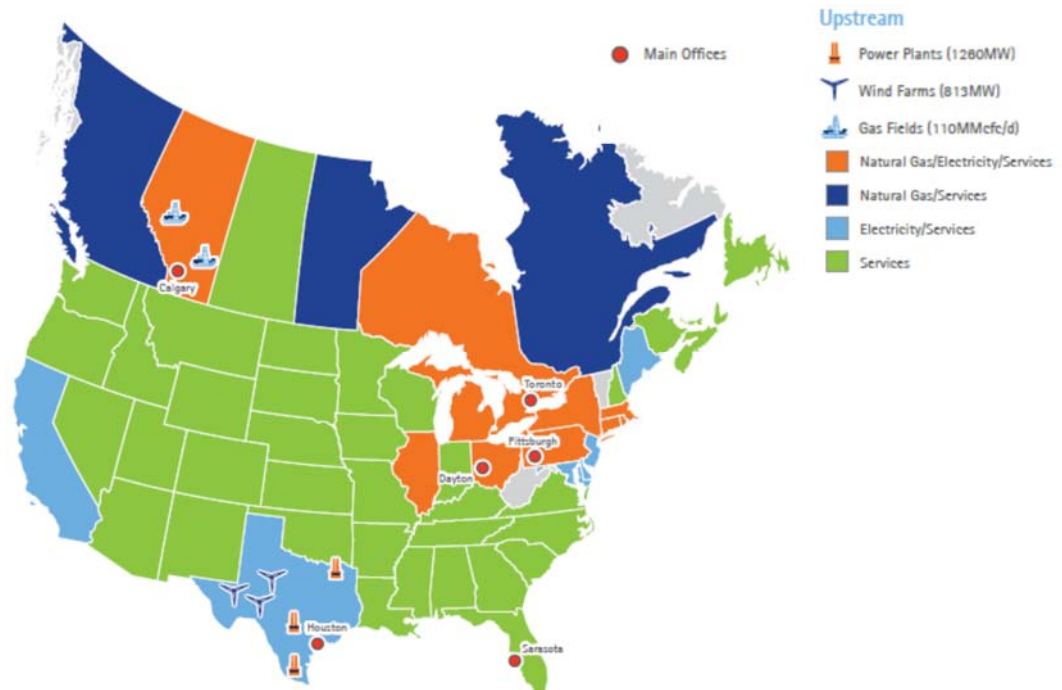 Upstream
Main Offices
Power Plants (1260MW)
Wind Farms (813MW)
Gas Fields (110MMcfe/d)
Natural Gas/Electricity/Services
Natural Gas/Services
Electricity/Services
Services
Calgary
Toronto
Pittsburgh
Dayton
Houston
Sarasota